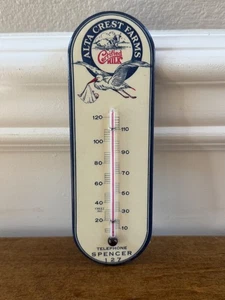 ALTA CREST FARMS
Certified
MILK
120
110
100
90
80
70
60
50
40
20
10
TELEPHONE
SPENCER
127